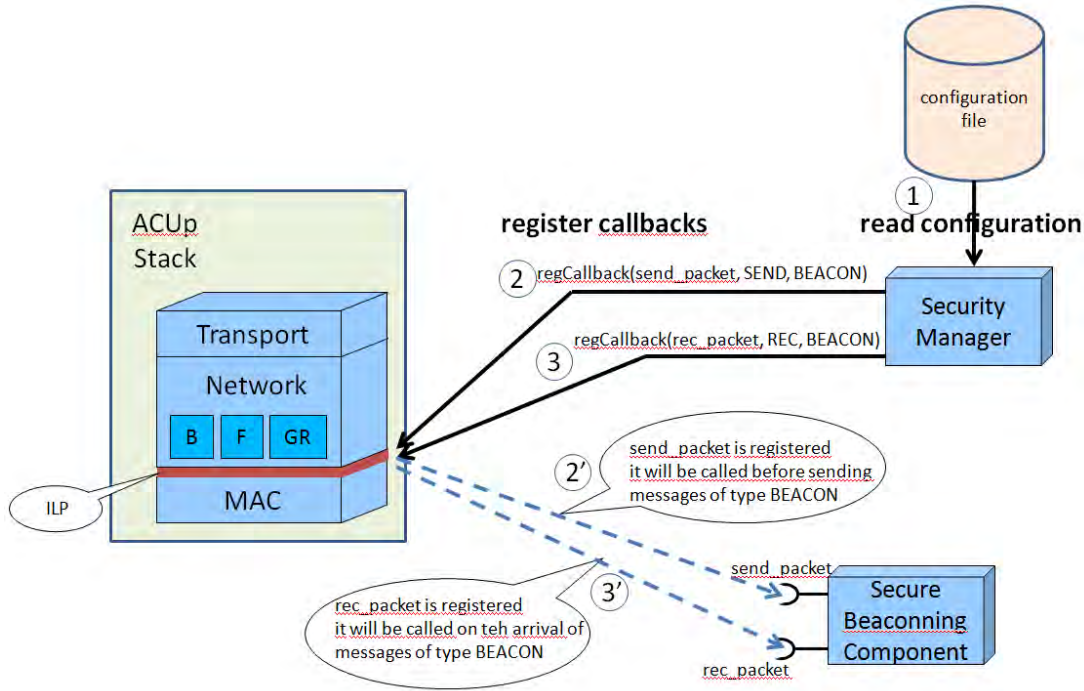 configuration
file
1
read configuration
ACUp
Stack
register callbacks
2
regCallback(send_packet, SEND, BEACON)
Security
Manager
3
regCallback(rec_packet, REC, BEACON)
Transport
Network
B
F
GR
MAC
ILP
2’
send_packet is registered
it will be called before sending
messages of type BEACON
3’
rec_packet is registered
it will be called on teh arrival of
messages of type BEACON
send_packet
rec_packet
Secure
Beaconning
Component